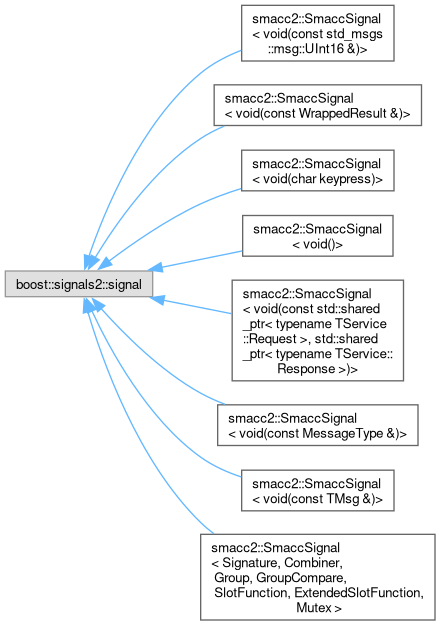 smacc2::SmaccSignal
< void(const std_msgs
::msg::UInt16 &)>
smacc2::SmaccSignal
< void(const WrappedResult &)>
smacc2::SmaccSignal
< void(char keypress)>
smacc2::SmaccSignal
< void()>
boost::signals2::signal
smacc2::SmaccSignal
< void(const std::shared
_ptr< typename TService
::Request >, std::shared
_ptr< typename TService::
Response >)>
smacc2::SmaccSignal
< void(const MessageType &)>
smacc2::SmaccSignal
< void(const TMsg &)>
smacc2::SmaccSignal
< Signature, Combiner,
Group, GroupCompare,
SlotFunction, ExtendedSlotFunction,
Mutex >